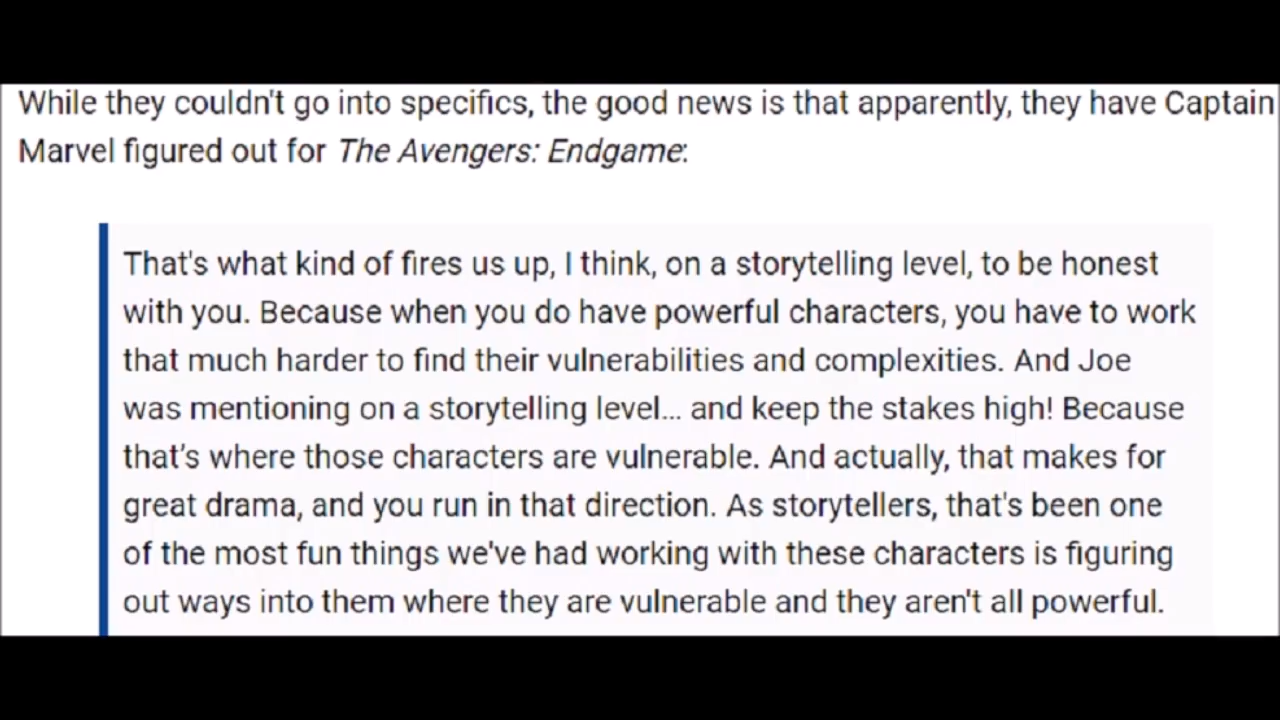 While they couldn't go into specifics, the good news is that apparently, they have Captain
Marvel figured out for The Avengers: Endgame:
That's what kind of fires us up, I think, on a storytelling level, to be honest
with you. Because when you do have powerful characters, you have to work
that much harder to find their vulnerabilities and complexities. And Joe
was mentioning on a storytelling level... and keep the stakes high! Because
that's where those characters are vulnerable. And actually, that makes for
great drama, and you run in that direction. As storytellers, that's been one
of the most fun things we've had working with these characters is figuring
out ways into them where they are vulnerable and they aren't all powerful.